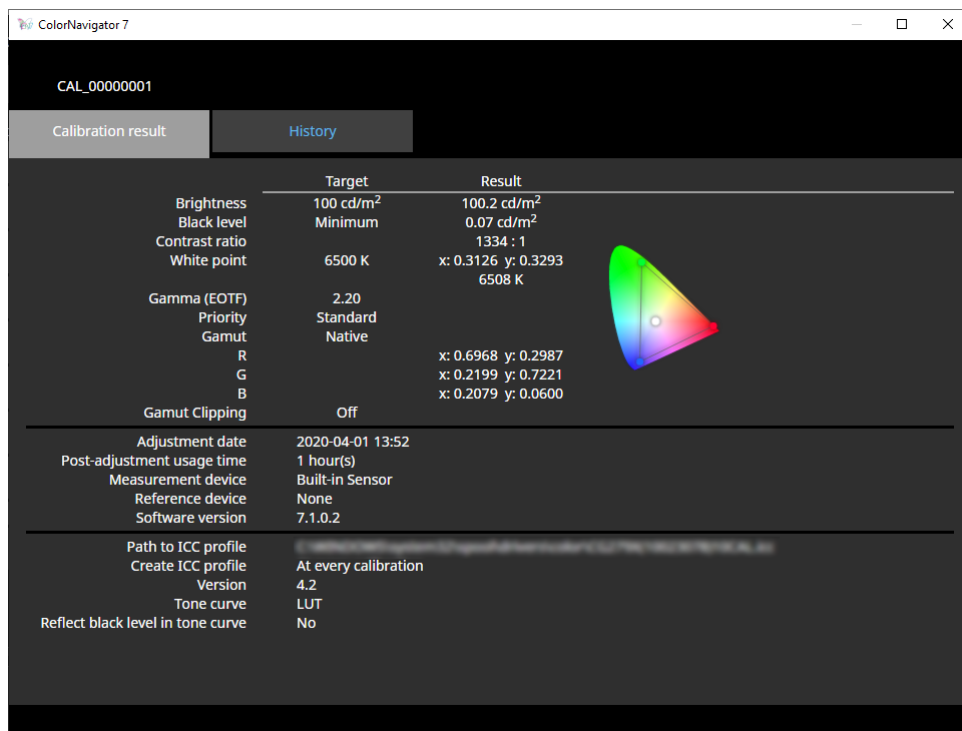 ColorNavigator 7
CAL_00000001
Calibration result History
Target Result
Brightness 100 cd/m2 100.2 cd/m2
Black level Minimum 0.07 cd/m2
Contrast ratio 1334 : 1
White point 6500 K x: 0.3126 y: 0.3293
6508 K
Gamma (EOTF) 2.20
Priority Standard
Gamut Native
R x: 0.6968 y: 0.2987
G x: 0.2199 y: 0.7221
B x: 0.2079 y: 0.0600
Gamut Clipping Off
Adjustment date 2020-04-01 13:52
Post-adjustment usage time 1 hour(s)
Measurement device Built-in Sensor
Reference device None
Software version 7.1.0.2
Path to ICC profile
Create ICC profile At every calibration
Version 4.2
Tone curve LUT
Reflect black level in tone curve No